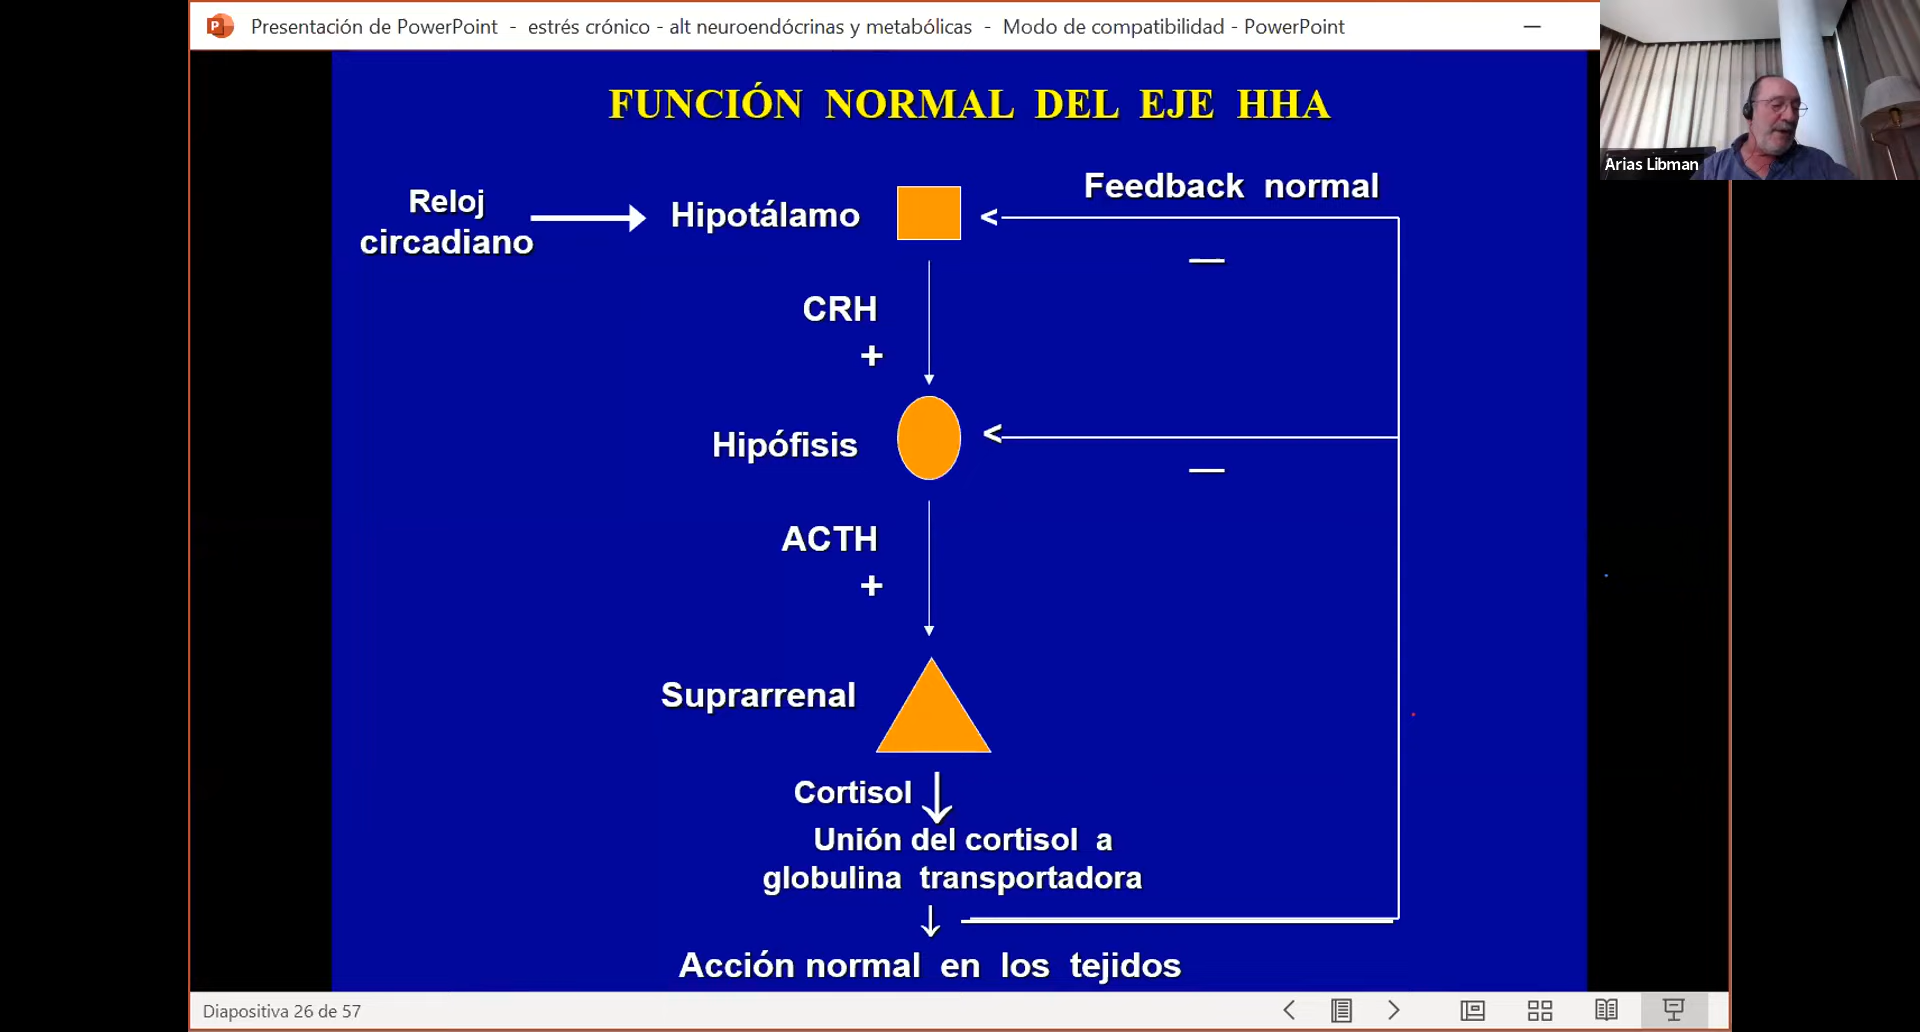 Presentación de PowerPoint - estrés crónico - alt neuroendócrinas y metabólicas - Modo de compatibilidad - PowerPoint
Arias Libman
FUNCIÓN NORMAL DEL EJE HHA
Reloj
circadiano
Hipotálamo
Feedback normal
—
CRH
+
Hipófisis
—
ACTH
+
Suprarrenal
Cortisol
Unión del cortisol a
globulina transportadora
Acción normal en los tejidos
Diapositiva 26 de 57